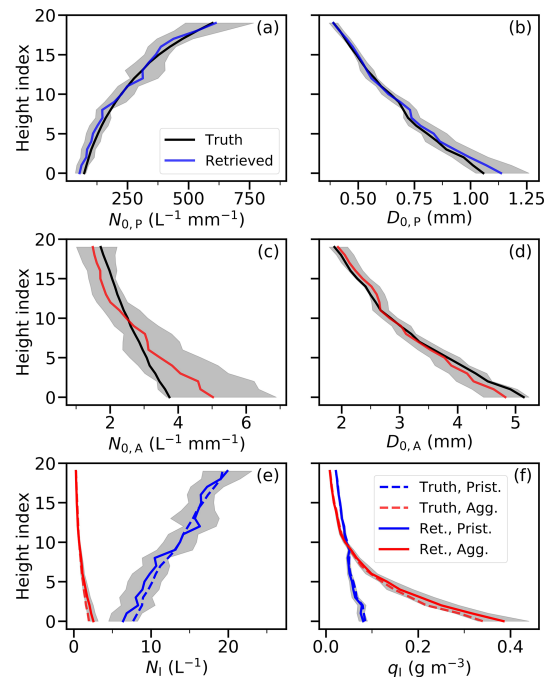 (a)
(b)
Height index
20
15
10
5
0
Truth
Retrieved
250 500 750
0.50 0.75 1.00 1.25
N₀,P (L⁻¹ mm⁻¹)
D₀,P (mm)
(c)
(d)
Height index
20
15
10
5
0
2 4 6
2 3 4 5
N₀,A (L⁻¹ mm⁻¹)
D₀,A (mm)
(e)
(f)
Height index
20
15
10
5
0
Truth, Prist.
Truth, Agg.
Ret., Prist.
Ret., Agg.
0 10 20
0.0 0.2 0.4
Nᵢ (L⁻¹)
qᵢ (g m⁻³)